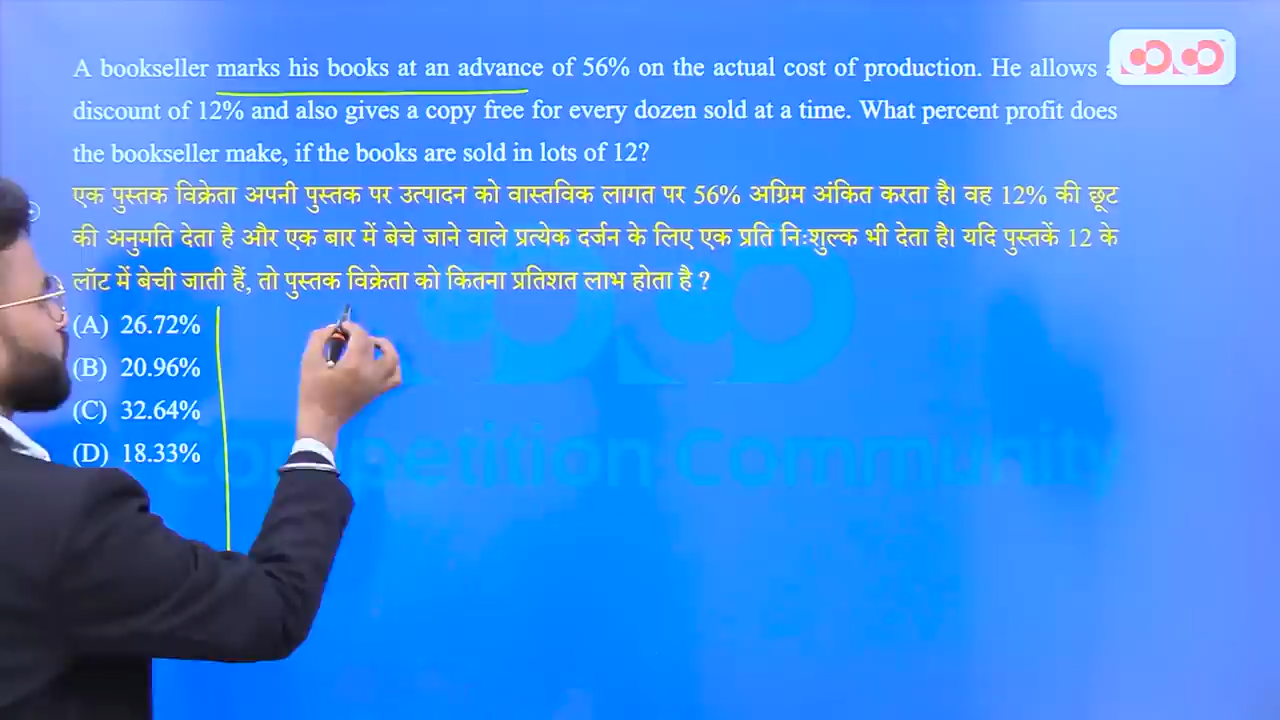 A bookseller marks his books at an advance of 56% on the actual cost of production. He allows a
discount of 12% and also gives a copy free for every dozen sold at a time. What percent profit does
the bookseller make, if the books are sold in lots of 12?
एक पुस्तक विक्रेता अपनी पुस्तक पर उत्पादन को वास्तविक लागत पर 56% अग्रिम अंकित करता है। वह 12% की छूट
की अनुमति देता है और एक बार में बेचे जाने वाले प्रत्येक दर्जन के लिए एक प्रति निःशुल्क भी देता है। यदि पुस्तकें 12 के
लॉट में बेची जाती हैं, तो पुस्तक विक्रेता को कितना प्रतिशत लाभ होता है ?
(A) 26.72%
(B) 20.96%
(C) 32.64%
(D) 18.33%
Competition Community